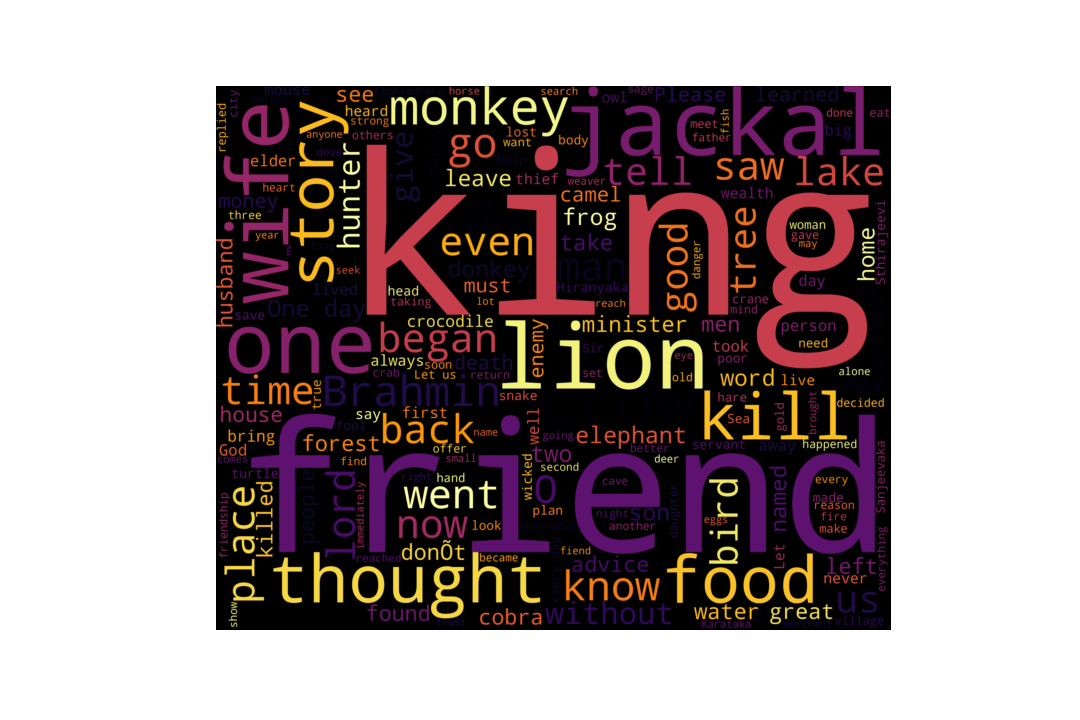 mouse
horse
search
sage
Please
learned
see
monkey
owl
jackal
city
replied
heard
strong
others
anyone
wife
story
give
go
lost
want
body
meet
father
fish
done
eat
big
elder
hunter
help
saw
lake
leave
thief
weaver
tell
heart
money
camel
wealth
king
three
year
frog
woman
gave
may
home
Sthirajeevi
even
take
good
tree
danger
husband
seek
donkey
man
day
lived
must
Hiranyaka
head
taking
lot
reach
crane
mind
save
One day
crocodile
minister
men
person
one
began
lion
enemy
Sir
took
poor
need
always
soon
death
eye
crab
Let us
return
set
old
alone
time
true
Brahmin
snake
word
live
hare
kill
decided
house
say
first
well
Sea
gold
brought
fool
back
name
God
bring
forest
offer
going
elephant
servant
away
happened
comes
find
small
two
better
friend
turtle
second
deer
wicked
right
hand
cave
every
people
lord
went
O
son
daughter
bird
Let named
made
reason
fire
make
Sanjeevaka
everything
place
killed
immediately
plan
night
another
eggs
friendship
now
look
become
donÕt
reached
became
fiend
advice
left
never
thought
every day
know
food
us
show
found
trust
cobra
without
water
great
village
Karataka
merchant